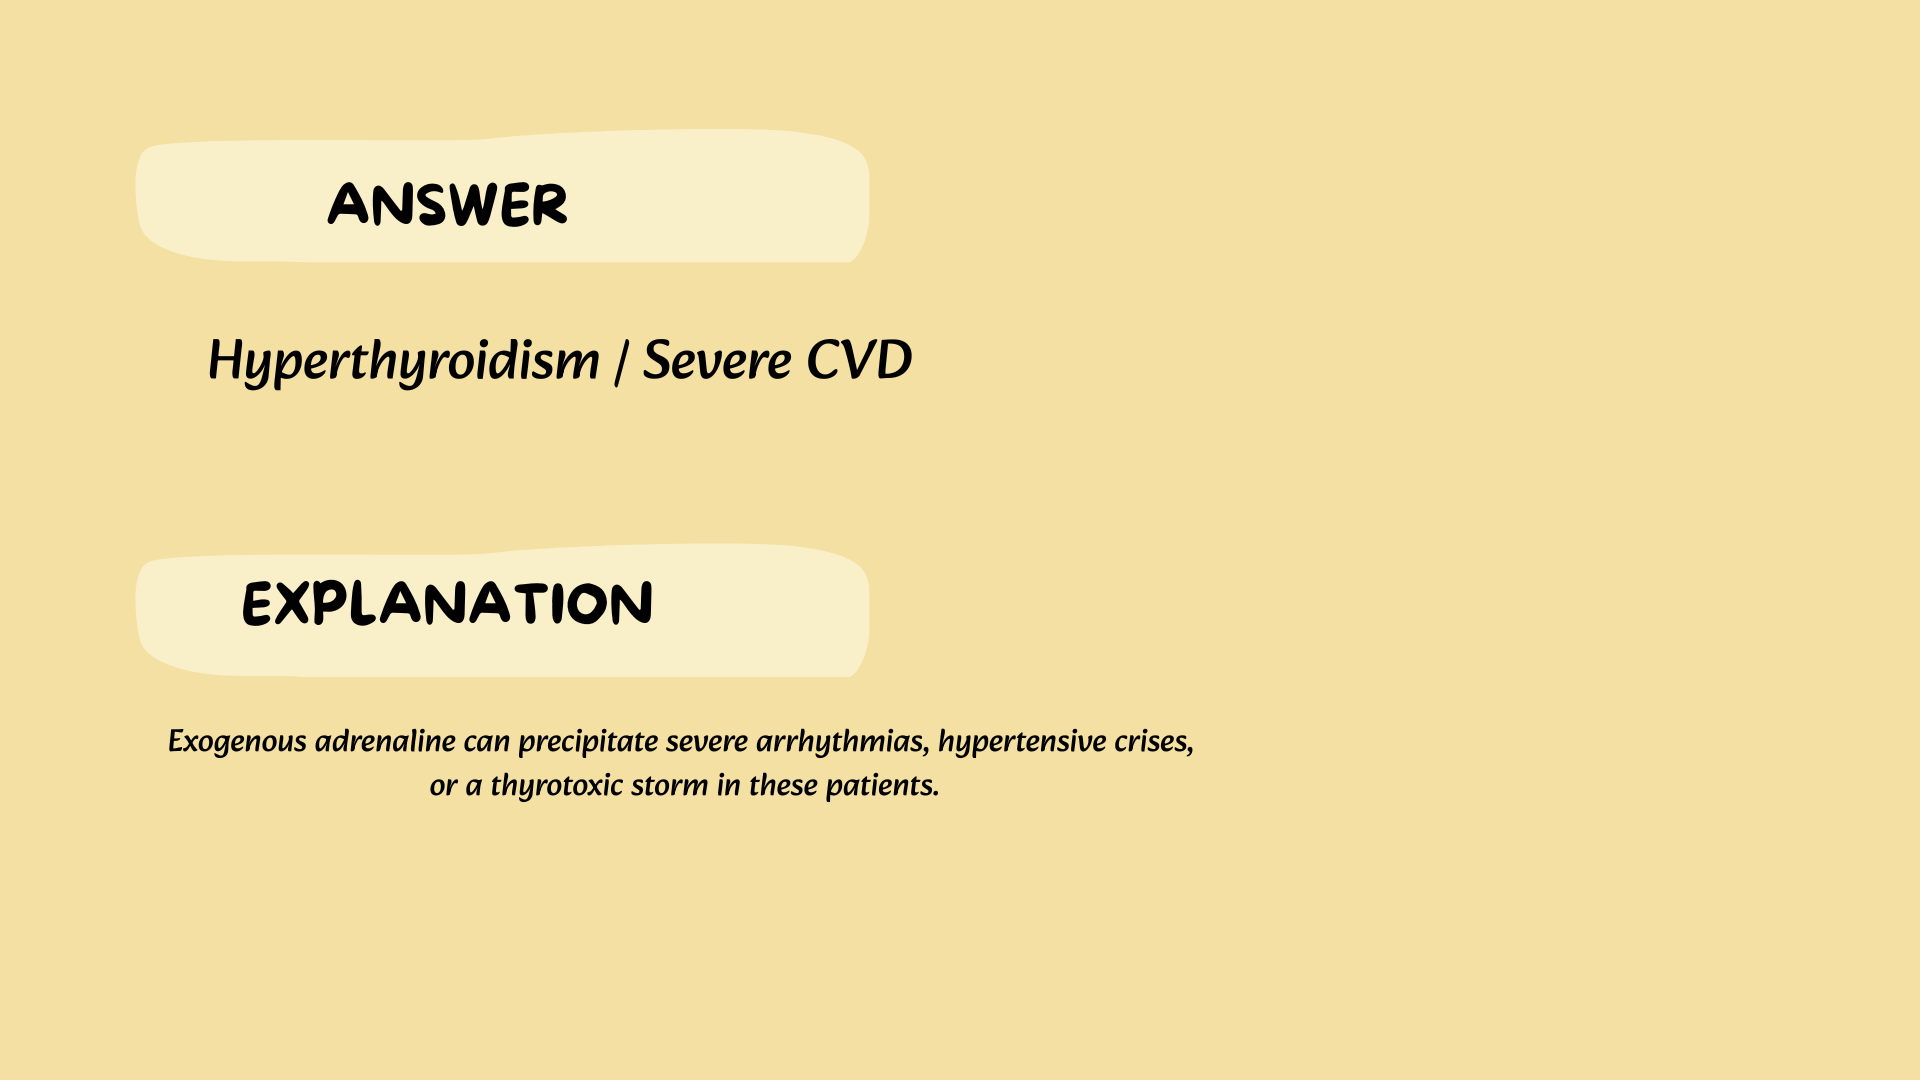 ANSWER
Hyperthyroidism / Severe CVD
EXPLANATION
Exogenous adrenaline can precipitate severe arrhythmias, hypertensive crises,
or a thyrotoxic storm in these patients.